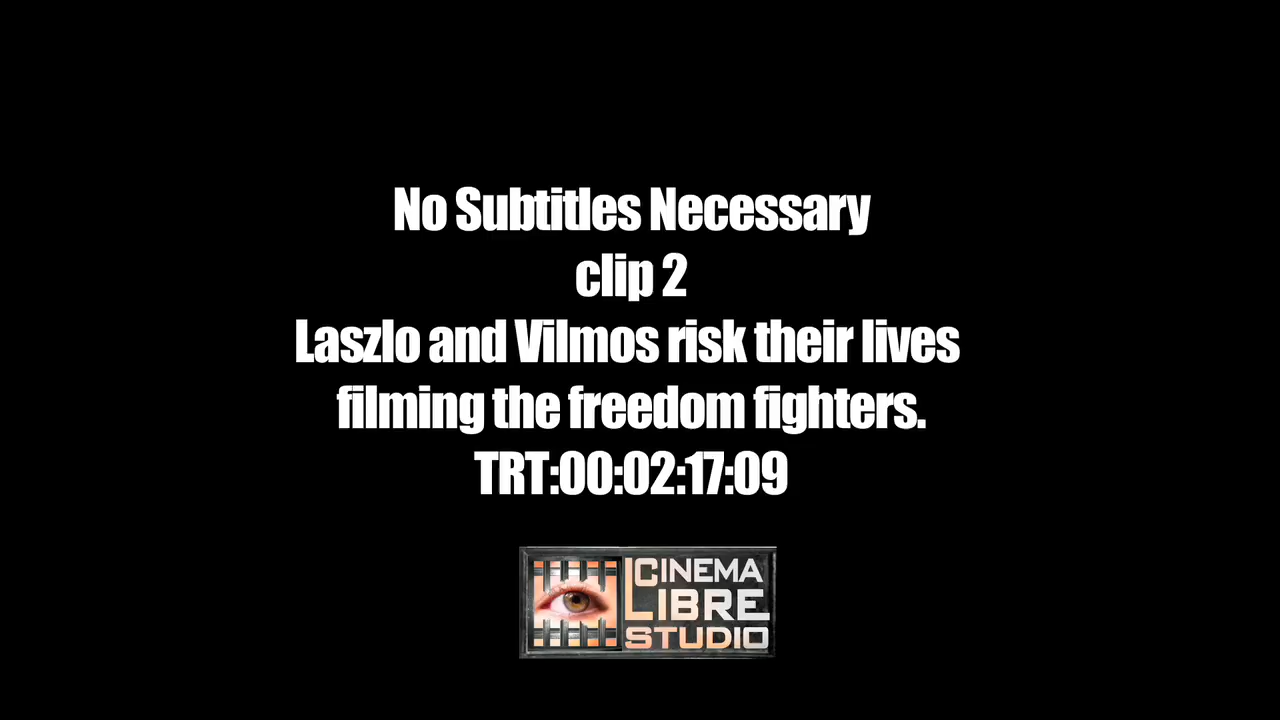 No Subtitles Necessary
clip 2
Laszlo and Vilmos risk their lives
filming the freedom fighters.
TRT:00:02:17:09
CINEMA
LIBRE
STUDIO